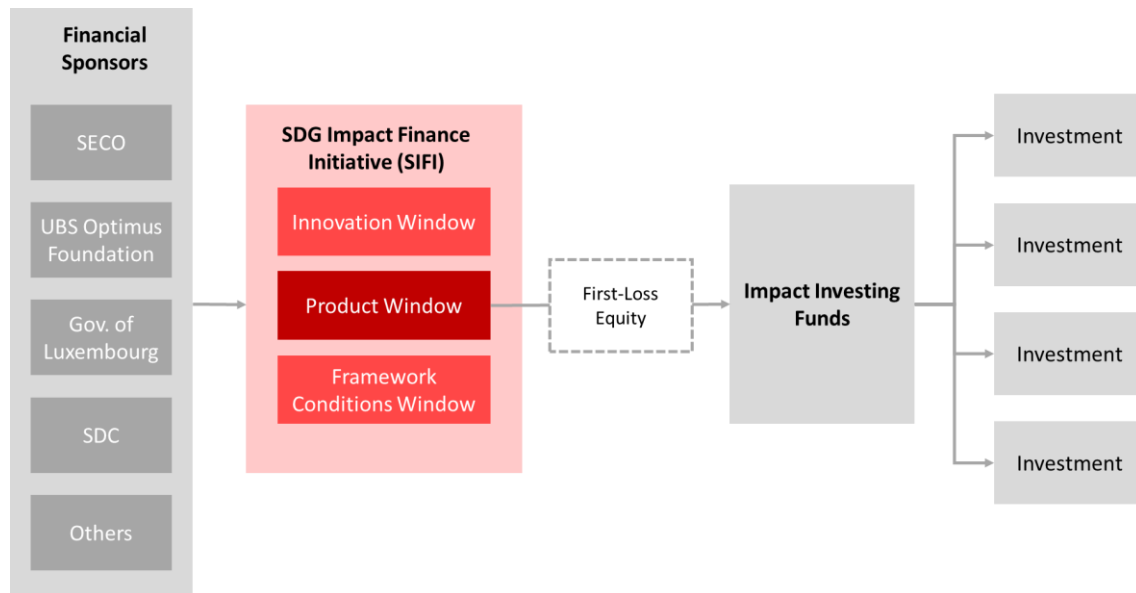 Financial
Sponsors
SECO
UBS Optimus
Foundation
Gov. of
Luxembourg
SDC
Others
SDG Impact Finance
Initiative (SIFI)
Innovation Window
Product Window
Framework
Conditions Window
First-Loss
Equity
Impact Investing
Funds
Investment
Investment
Investment
Investment